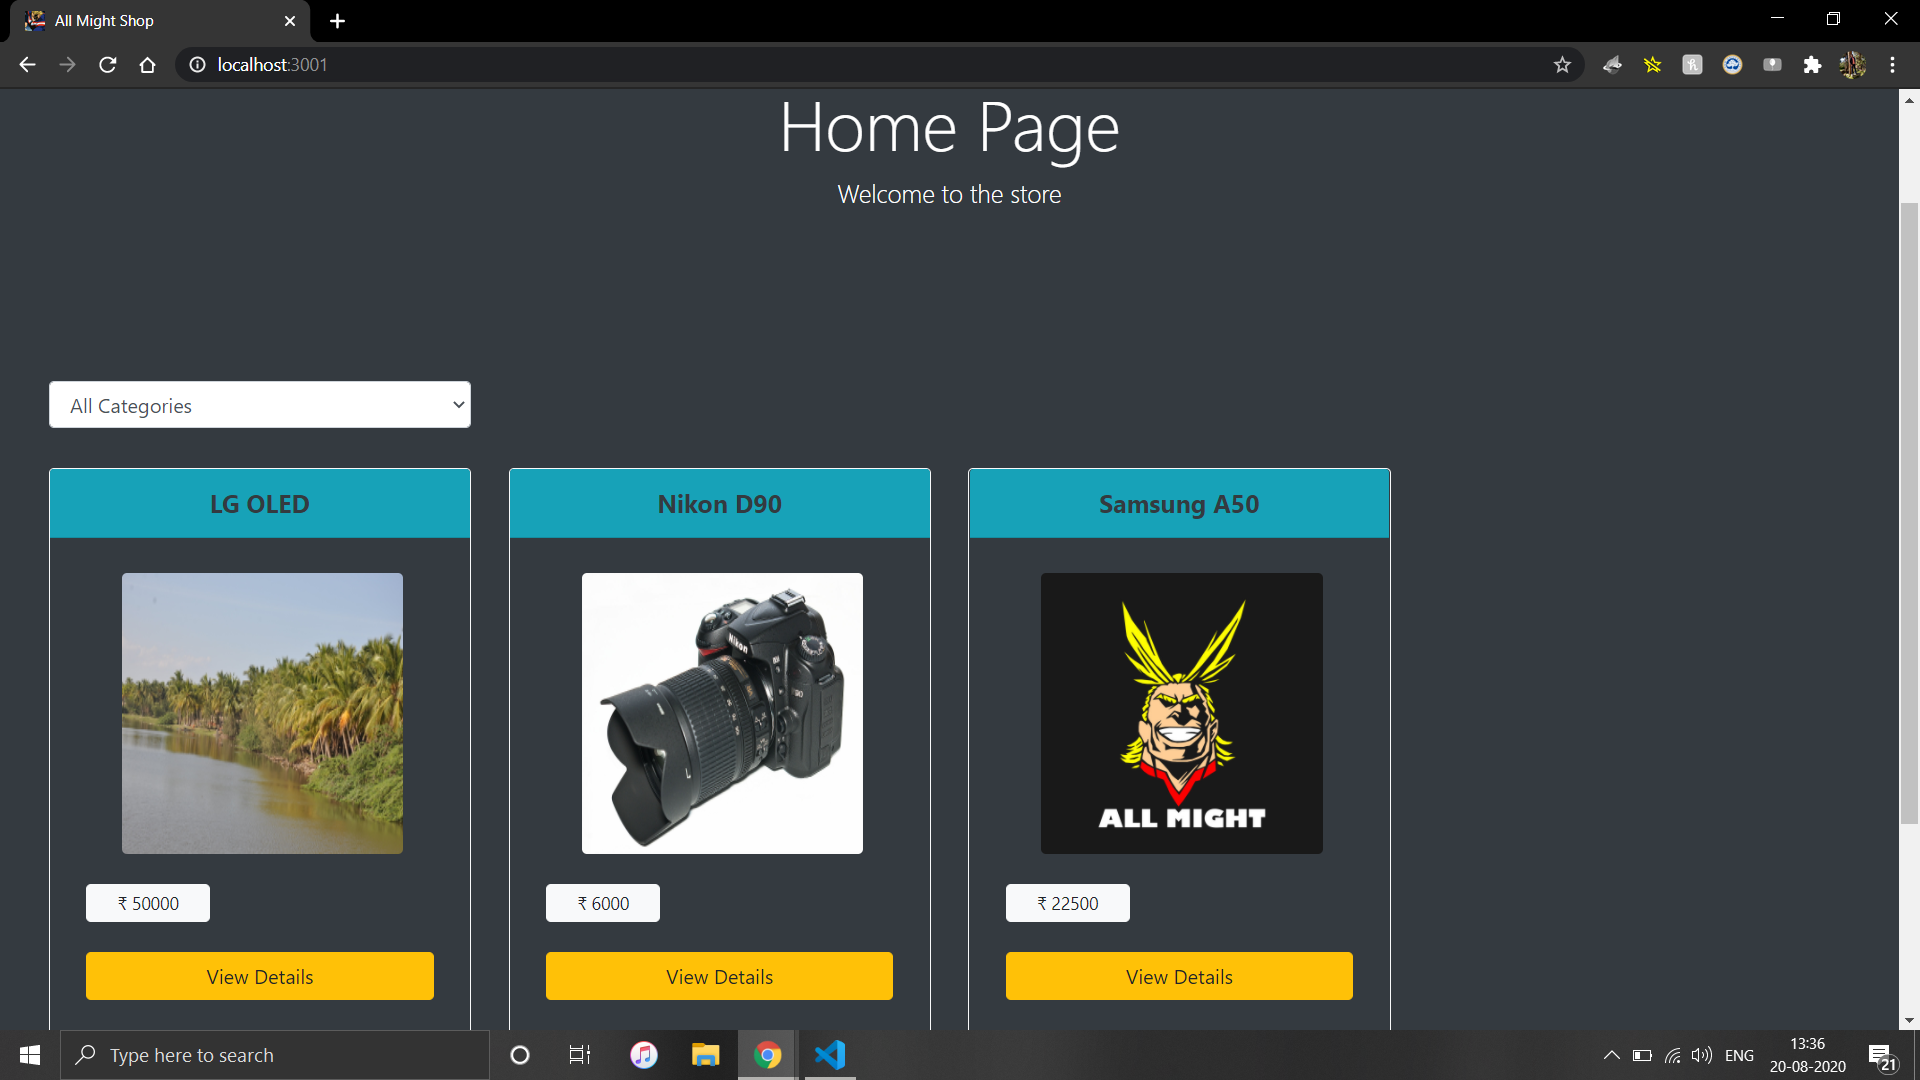 All Might Shop
localhost:3001
Home Page
Welcome to the store
All Categories
LG OLED
Nikon D90
Samsung A50
Nikon
D90
ALL MIGHT
₹ 50000
₹ 6000
₹ 22500
View Details
View Details
View Details
Type here to search
ENG
13:36
20-08-2020
21